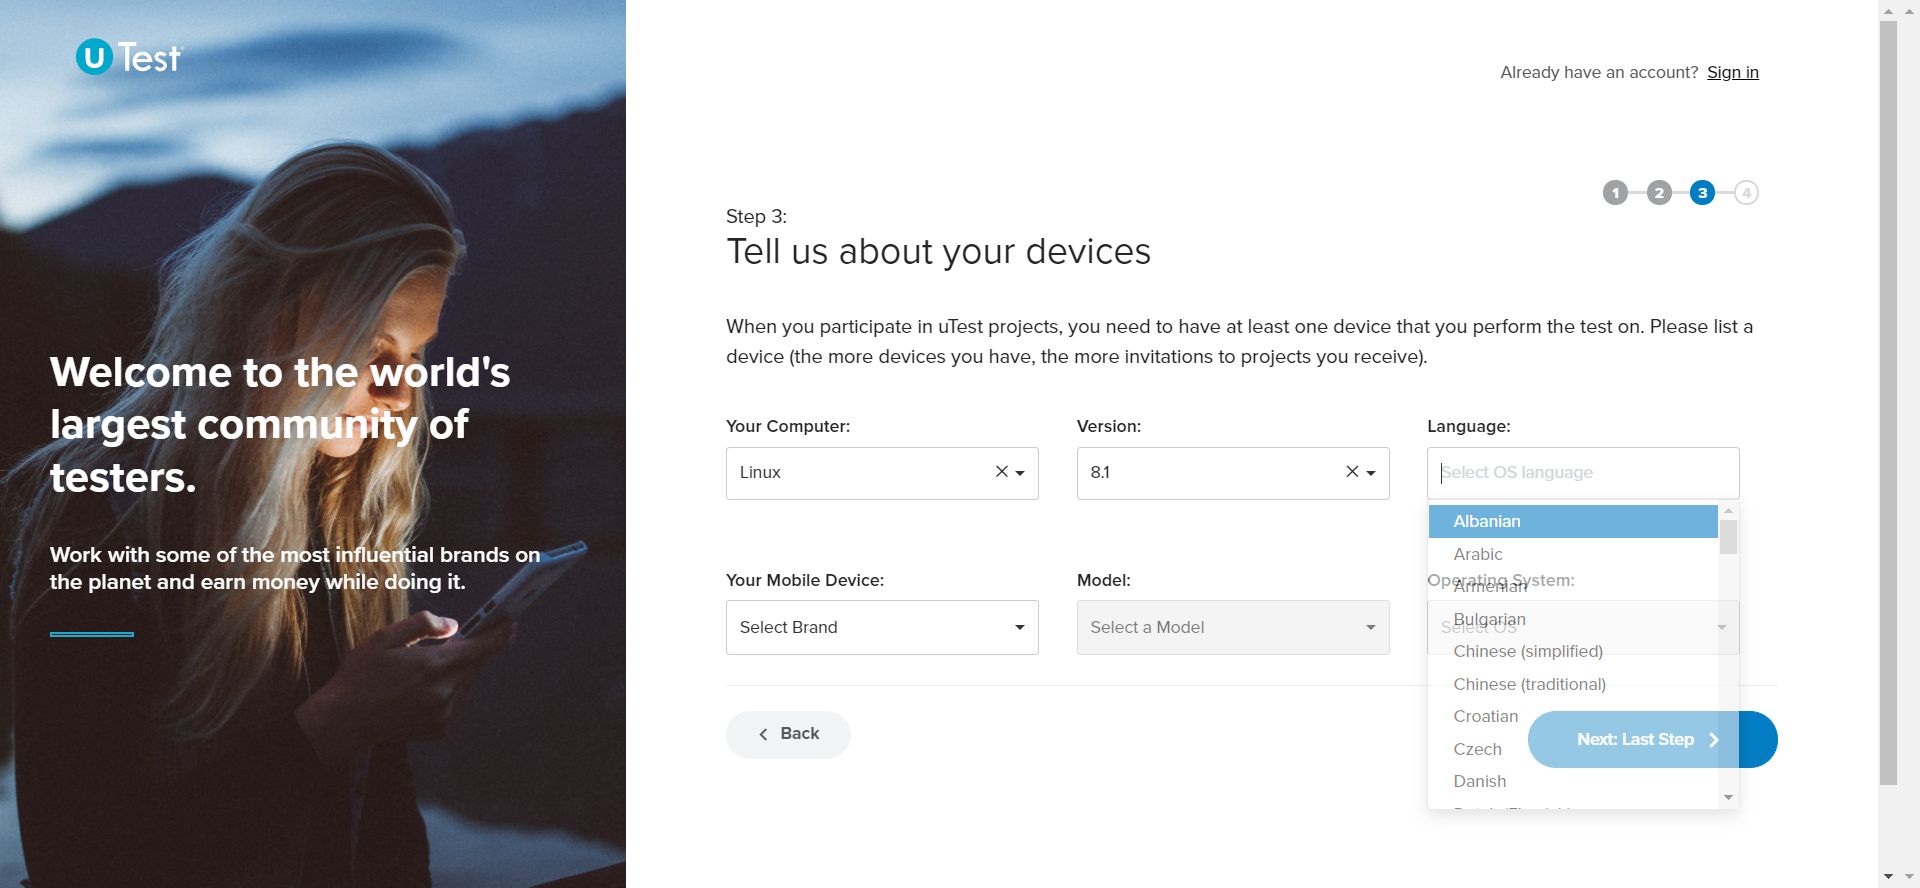 U Test
Already have an account? Sign in
1 2 3 4
Step 3:
Tell us about your devices
When you participate in uTest projects, you need to have at least one device that you perform the test on. Please list a
device (the more devices you have, the more invitations to projects you receive).
Welcome to the world's
largest community of
testers.
Work with some of the most influential brands on
the planet and earn money while doing it.
Your Computer: Version: Language:
Linux 8.1 Select OS language
Albanian
Arabic
Armenian
Bulgarian
Chinese (simplified)
Chinese (traditional)
Croatian
Czech
Danish
Your Mobile Device: Model: Operating System:
Select Brand Select a Model Select OS
Back Next: Last Step